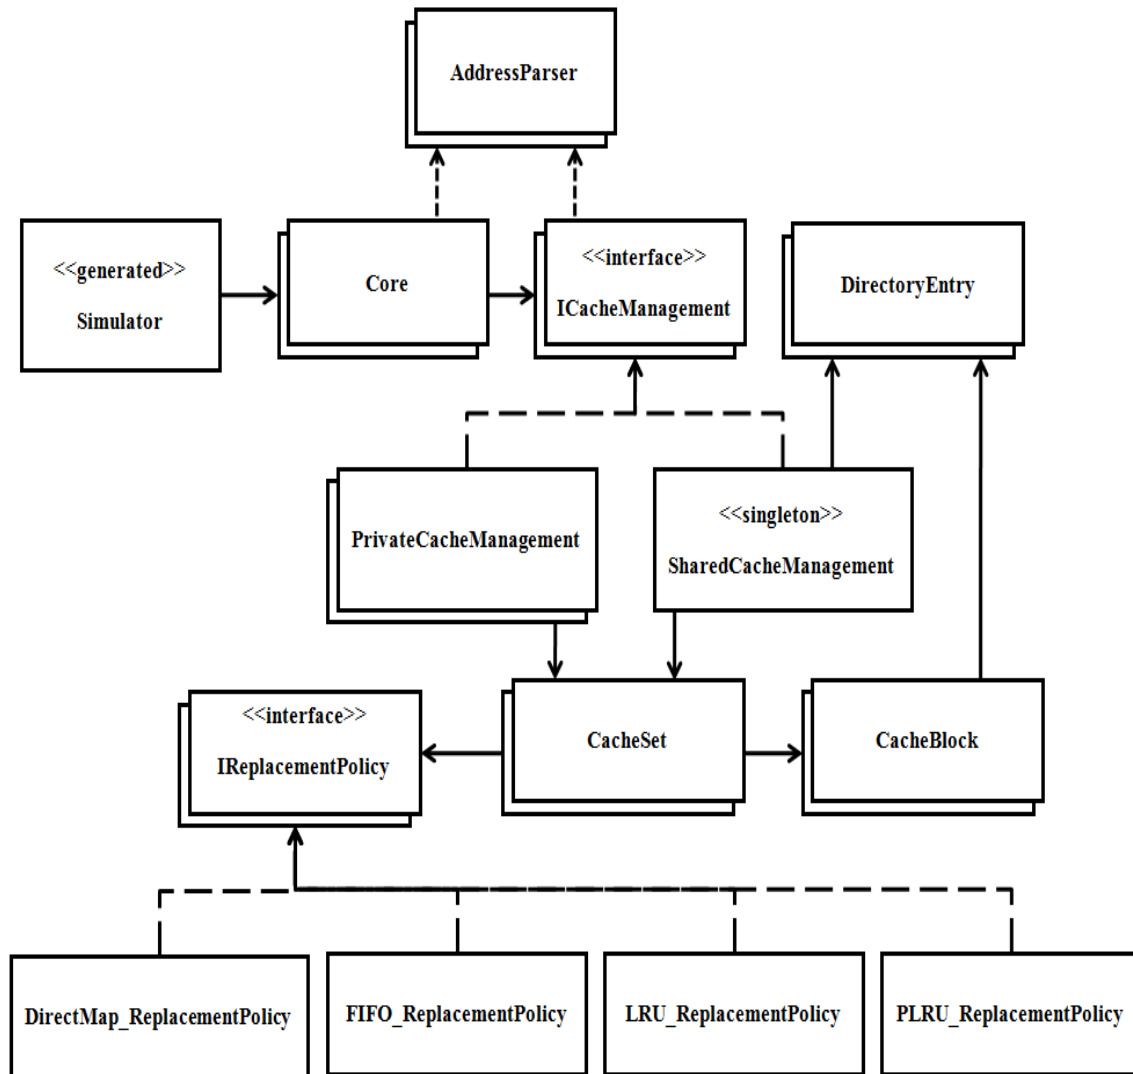 AddressParser
<<generated>>
Simulator
Core
<<interface>>
ICacheManagement
DirectoryEntry
PrivateCacheManagement
<<singleton>>
SharedCacheManagement
<<interface>>
IReplacementPolicy
CacheSet
CacheBlock
DirectMap_ReplacementPolicy
FIFO_ReplacementPolicy
LRU_ReplacementPolicy
PLRU_ReplacementPolicy